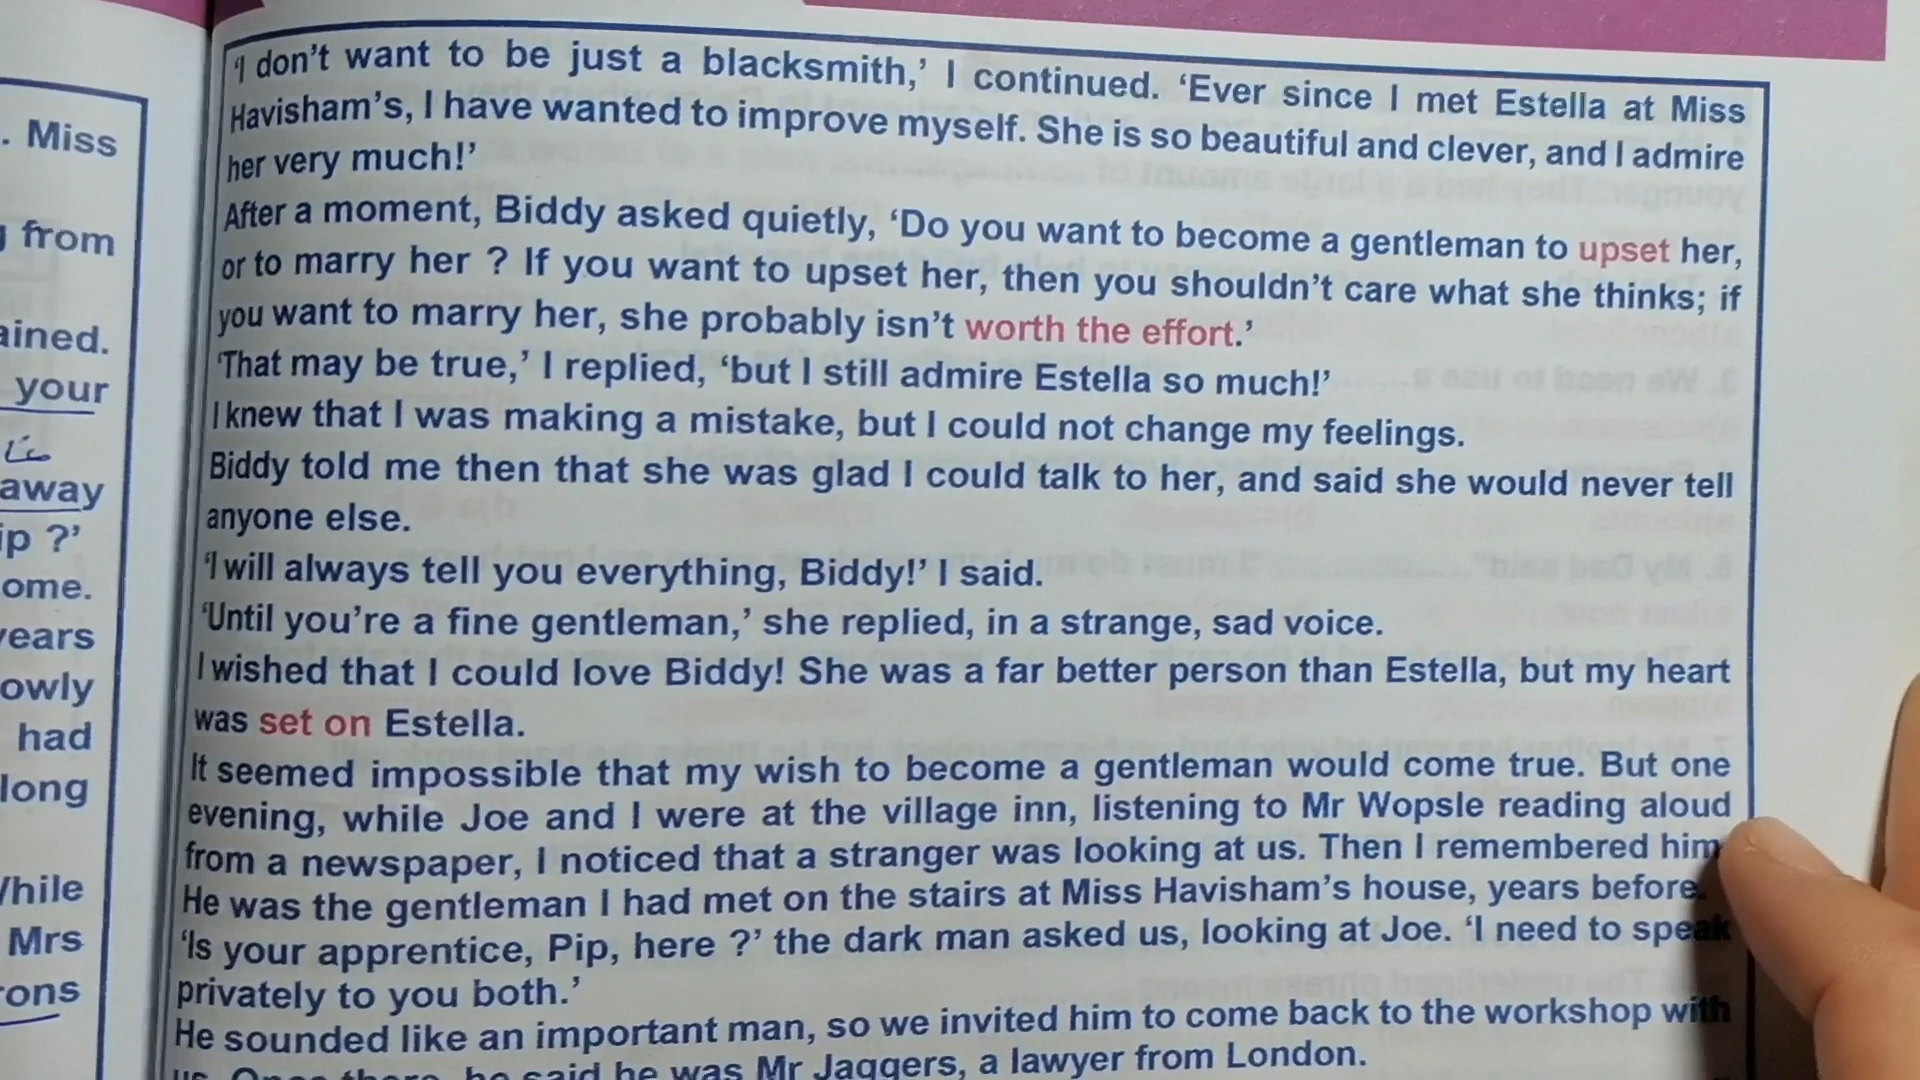 . Miss
from
ained.
your
away
ip ?’
ome.
years
owly
had
long
While
Mrs
ons
‘I don’t want to be just a blacksmith,’ I continued. ‘Ever since I met Estella at Miss
Havisham’s, I have wanted to improve myself. She is so beautiful and clever, and I admire
her very much!’
After a moment, Biddy asked quietly, ‘Do you want to become a gentleman to upset her,
or to marry her ? If you want to upset her, then you shouldn’t care what she thinks; if
you want to marry her, she probably isn’t worth the effort.’
‘That may be true,’ I replied, ‘but I still admire Estella so much!’
I knew that I was making a mistake, but I could not change my feelings.
Biddy told me then that she was glad I could talk to her, and said she would never tell
anyone else.
‘I will always tell you everything, Biddy!’ I said.
‘Until you’re a fine gentleman,’ she replied, in a strange, sad voice.
I wished that I could love Biddy! She was a far better person than Estella, but my heart
was set on Estella.
It seemed impossible that my wish to become a gentleman would come true. But one
evening, while Joe and I were at the village inn, listening to Mr Wopsle reading aloud
from a newspaper, I noticed that a stranger was looking at us. Then I remembered him
He was the gentleman I had met on the stairs at Miss Havisham’s house, years before.
‘Is your apprentice, Pip, here ?’ the dark man asked us, looking at Joe. ‘I need to speak
privately to you both.’
He sounded like an important man, so we invited him to come back to the workshop with
us. Once there, he said he was Mr Jaggers, a lawyer from London.